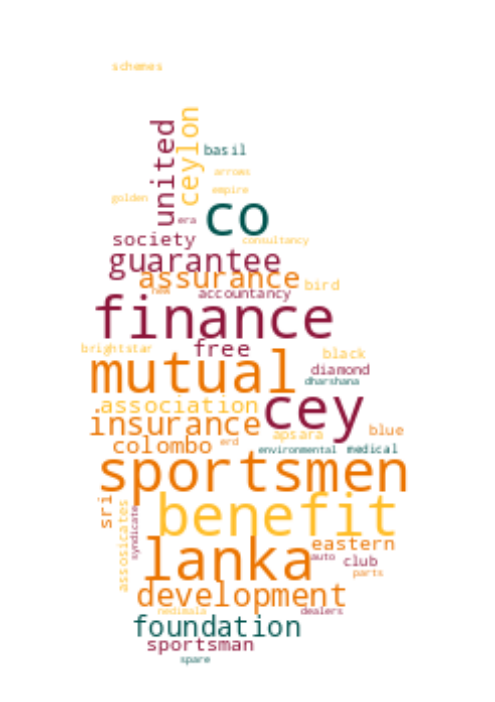 schemes
united
ceylon
basil
arrows
empire
golden
era
co
society
consultancy
guarantee
assurance
new
accountancy
bird
finance
brightstar
free
black
mutual
diamond
dharshana
cey
association
insurance
apsara
blue
colombo
erd
environmental
medical
sportsmen
sri
benefit
assosicates
syndicate
lanka
eastern
auto
club
parts
development
nedimala
dealers
foundation
sportsman
spare